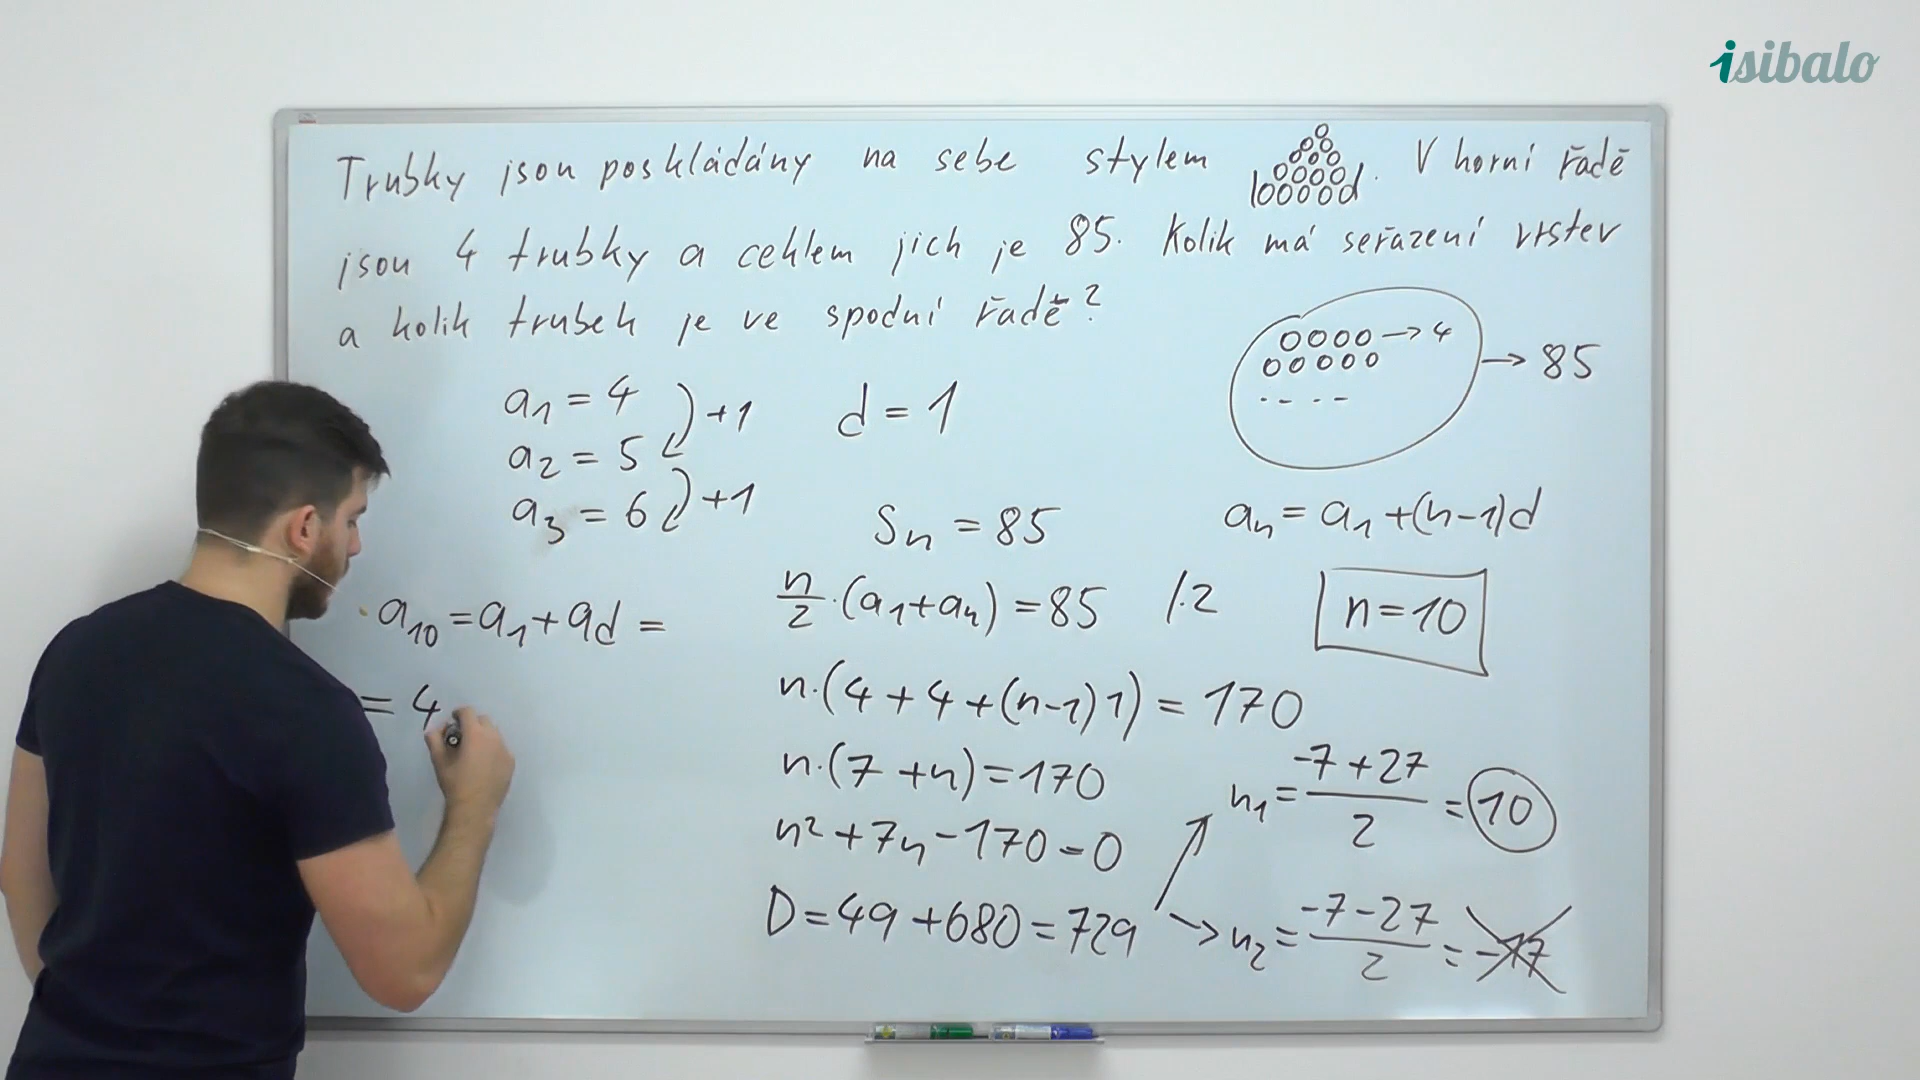 isibalo
Trubky jsou poskládány na sebe stylem . V horní řadě
jsou 4 trubky a celkem jich je 85. Kolik má seřazení vrstev
a kolik trubek je ve spodní řadě?
→ 4
→ 85
a₁ = 4
+1
d = 1
a₂ = 5
a₃ = 6
+1
Sₙ = 85
aₙ = a₁ + (n-1)d
n/2 · (a₁ + aₙ) = 85 /·2
n = 10
a₁₀ = a₁ + 9d =
= 4
n·(4 + 4 + (n-1)1) = 170
n·(7 + n) = 170
n₁ = (-7 + 27)/2 = 10
n² + 7n - 170 = 0
D = 49 + 680 = 729
n₂ = (-7 - 27)/2 = -17